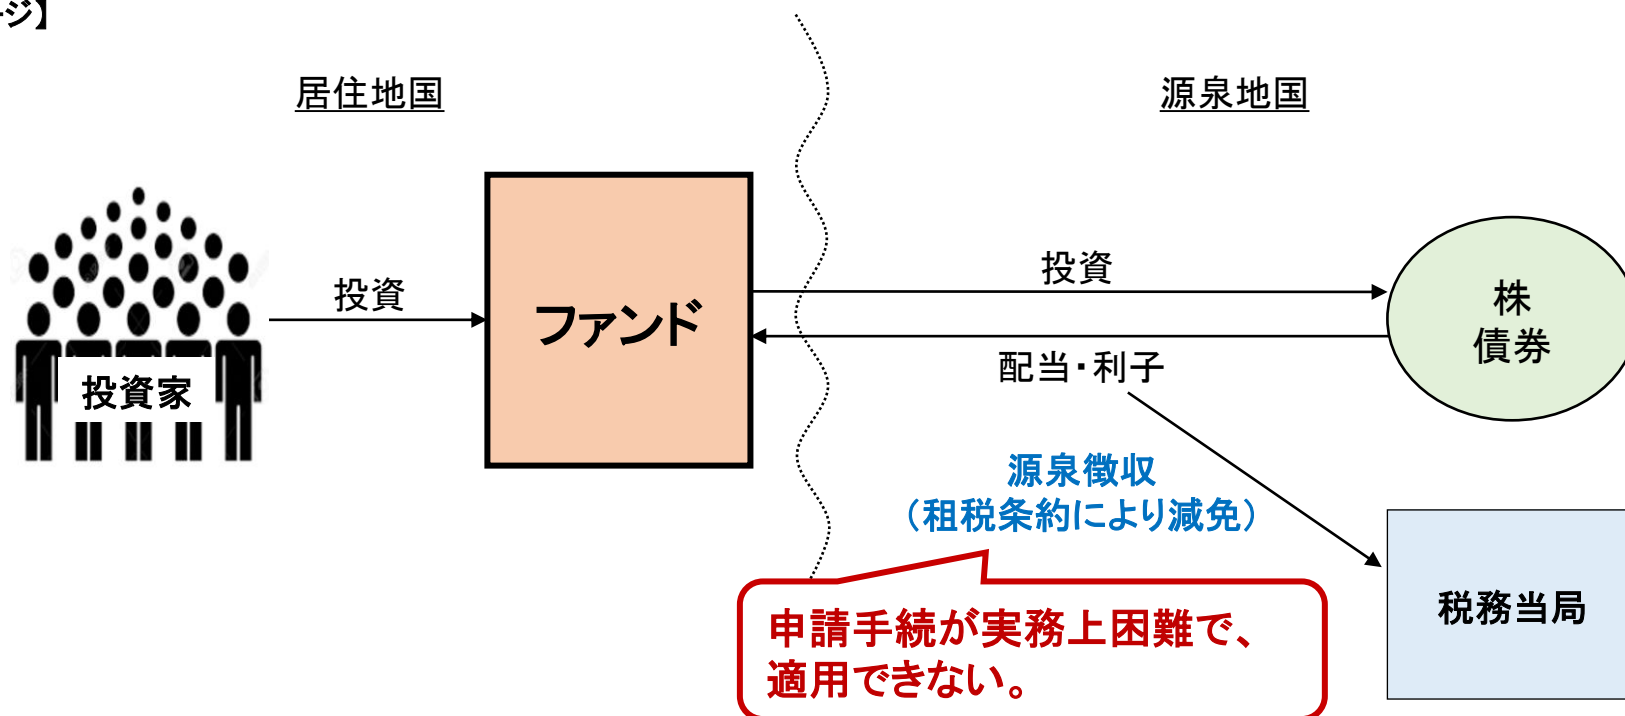 ージ】
居住地国
源泉地国
投資
ファンド
投資
株
債券
配当・利子
投資家
源泉徴収
（租税条約により減免）
税務当局
申請手続が実務上困難で、
適用できない。